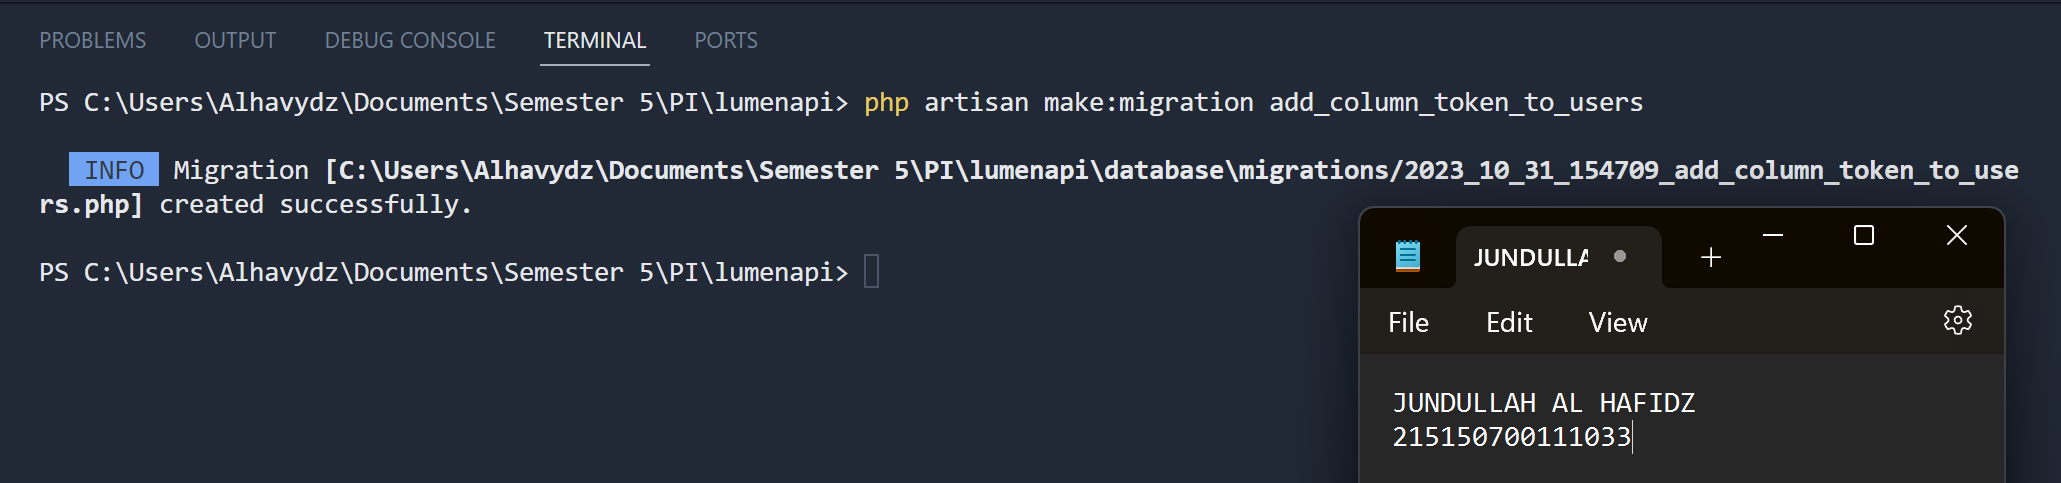 PROBLEMS OUTPUT DEBUG CONSOLE TERMINAL PORTS
PS C:\Users\Alhavydz\Documents\Semester 5\PI\lumenapi> php artisan make:migration add_column_token_to_users
INFO Migration [C:\Users\Alhavydz\Documents\Semester 5\PI\lumenapi\database\migrations/2023_10_31_154709_add_column_token_to_use
rs.php] created successfully.
PS C:\Users\Alhavydz\Documents\Semester 5\PI\lumenapi>
JUNDULLA
File Edit View
JUNDULLAH AL HAFIDZ
215150700111033